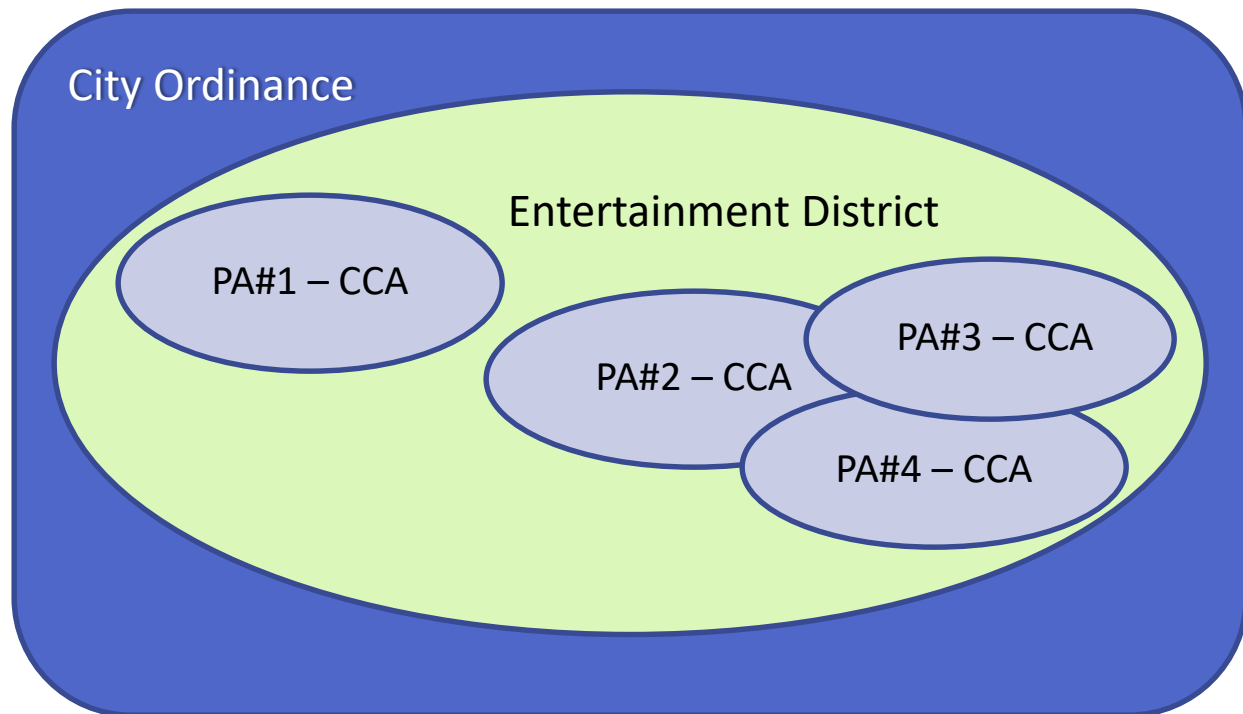 City Ordinance
Entertainment District
PA#1 – CCA
PA#2 – CCA
PA#3 – CCA
PA#4 – CCA